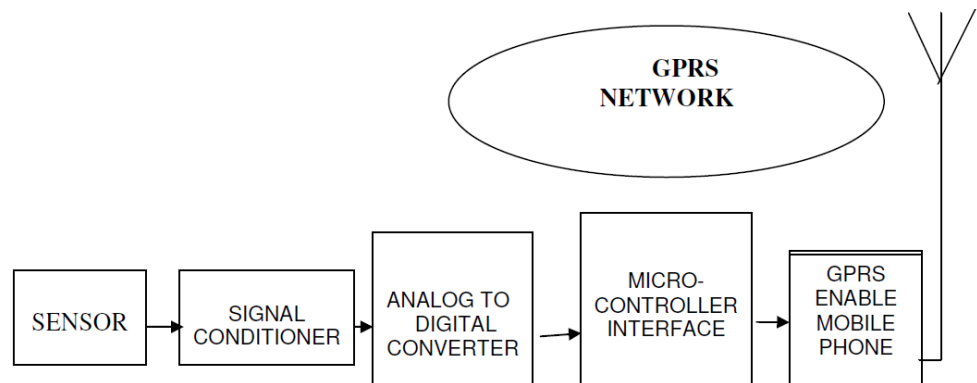 GPRS
NETWORK
SENSOR
SIGNAL
CONDITIONER
ANALOG TO
DIGITAL
CONVERTER
MICRO-
CONTROLLER
INTERFACE
GPRS
ENABLE
MOBILE
PHONE